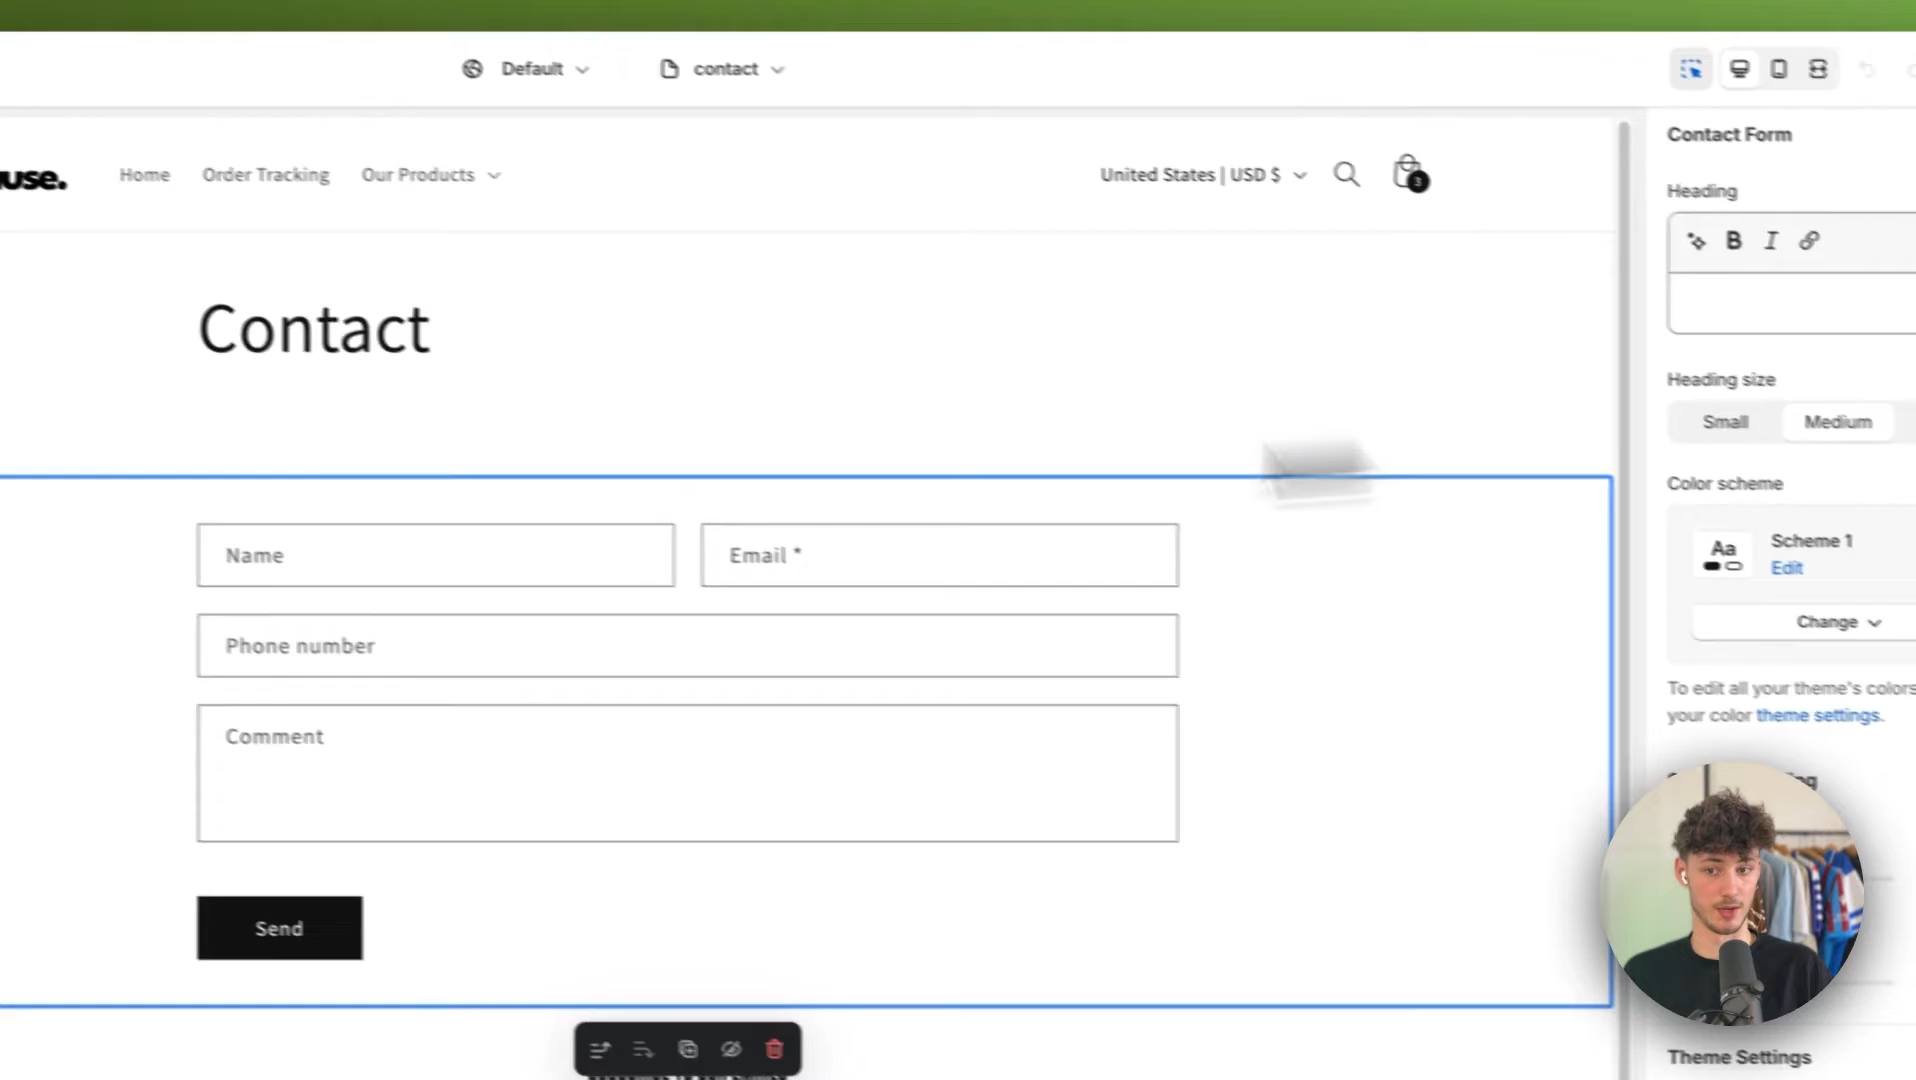 Default
contact
use.
Home
Order Tracking
Our Products
United States | USD $
3
Contact
Name
Email *
Phone number
Comment
Send
Contact Form
Heading
B I
Heading size
Small
Medium
Color scheme
Aa
Scheme 1
Edit
Change
To edit all your theme's colors
your color theme settings.
Theme Settings